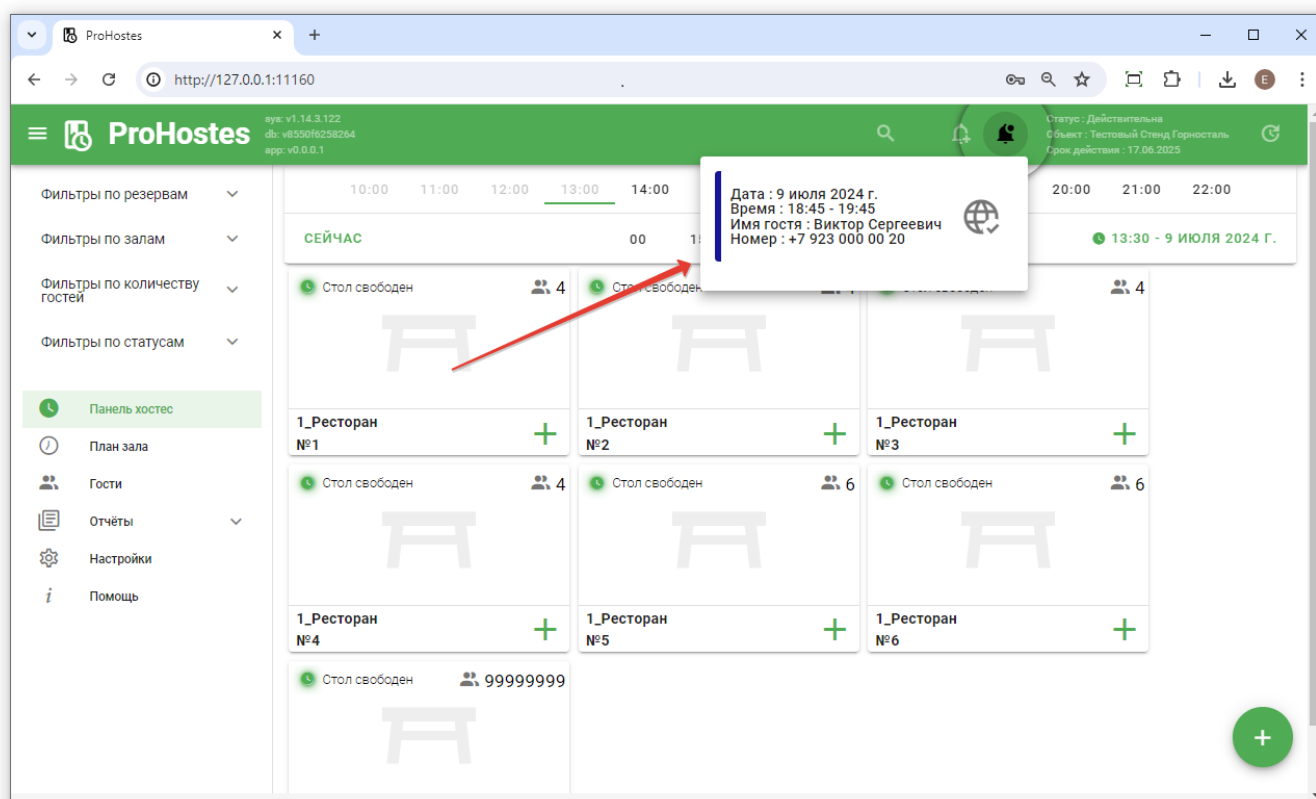 ProHostes
http://127.0.0.1:11160
E
ProHostes
aya: v1.14.3.122
db: v8550f6258264
app: v0.0.0.1
Статус : Действительна
Объект : Тестовый Стенд Горносталь
Срок действия : 17.06.2025
Фильтры по резервам
Фильтры по залам
Фильтры по количеству
гостей
Фильтры по статусам
Панель хостес
План зала
Гости
Отчёты
Настройки
i Помощь
10:00 11:00 12:00 13:00 14:00 20:00 21:00 22:00
СЕЙЧАС 00 13:30 - 9 ИЮЛЯ 2024 Г.
Дата : 9 июля 2024 г.
Время : 18:45 - 19:45
Имя гостя : Виктор Сергеевич
Номер : +7 923 000 00 20
Стол свободен 4 Стол свободен 4
1_Ресторан 1_Ресторан 1_Ресторан
№1 №2 №3
Стол свободен 4 Стол свободен 6 Стол свободен 6
1_Ресторан 1_Ресторан 1_Ресторан
№4 №5 №6
Стол свободен 99999999